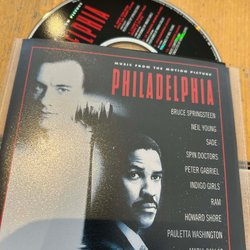 MUSIC FROM THE MOTION PICTURE
PHILADELPHIA
BRUCE SPRINGSTEEN
NEIL YOUNG
SADE
SPIN DOCTORS
PETER GABRIEL
INDIGO GIRLS
RAM
HOWARD SHORE
PAULETTA WASHINGTON